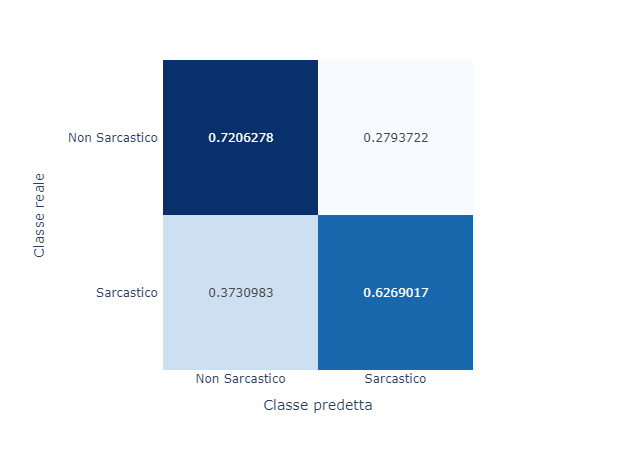 Non Sarcastico
0.7206278
0.2793722
Classe reale
Sarcastico
0.3730983
0.6269017
Non Sarcastico
Sarcastico
Classe predetta